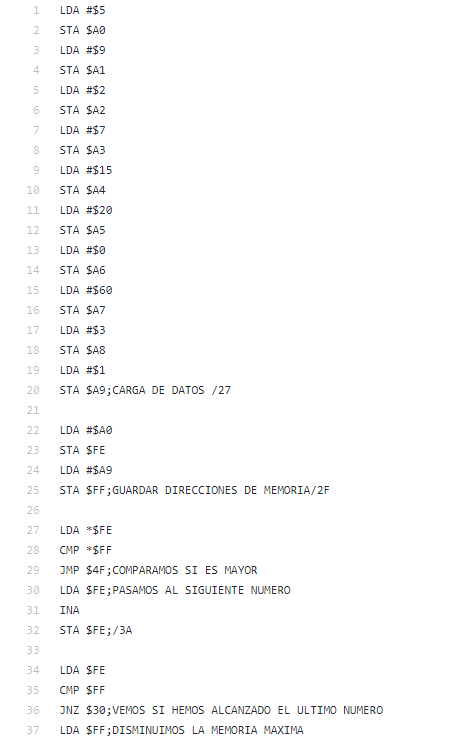 1 LDA #$5
2 STA $A0
3 LDA #$9
4 STA $A1
5 LDA #$2
6 STA $A2
7 LDA #$7
8 STA $A3
9 LDA #$15
10 STA $A4
11 LDA #$20
12 STA $A5
13 LDA #$0
14 STA $A6
15 LDA #$60
16 STA $A7
17 LDA #$3
18 STA $A8
19 LDA #$1
20 STA $A9;CARGA DE DATOS /27
21
22 LDA #$A0
23 STA $FE
24 LDA #$A9
25 STA $FF;GUARDAR DIRECCIONES DE MEMORIA/2F
26
27 LDA *$FE
28 CMP *$FF
29 JMP $4F;COMPARAMOS SI ES MAYOR
30 LDA $FE;PASAMOS AL SIGUIENTE NUMERO
31 INA
32 STA $FE;/3A
33
34 LDA $FE
35 CMP $FF
36 JNZ $30;VEMOS SI HEMOS ALCANZADO EL ULTIMO NUMERO
37 LDA $FF;DISMINUIMOS LA MEMORIA MAXIMA